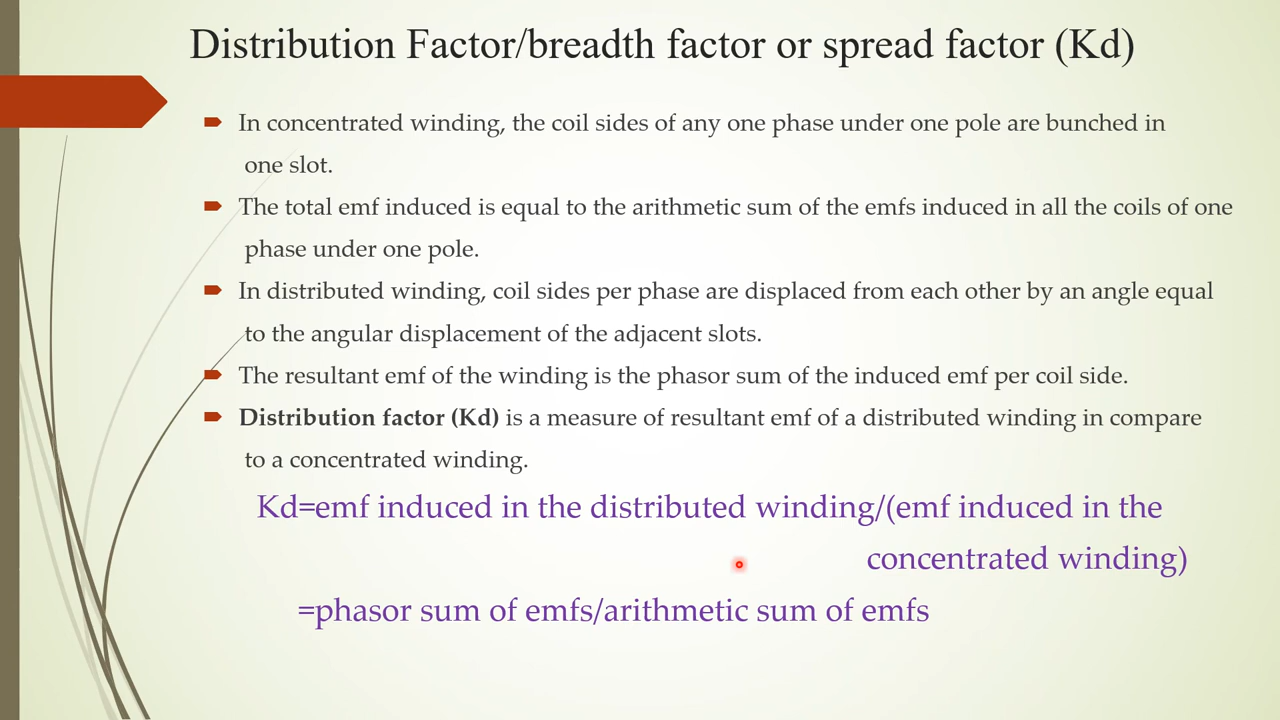 Distribution Factor/breadth factor or spread factor (Kd)
In concentrated winding, the coil sides of any one phase under one pole are bunched in
one slot.
The total emf induced is equal to the arithmetic sum of the emfs induced in all the coils of one
phase under one pole.
In distributed winding, coil sides per phase are displaced from each other by an angle equal
to the angular displacement of the adjacent slots.
The resultant emf of the winding is the phasor sum of the induced emf per coil side.
Distribution factor (Kd) is a measure of resultant emf of a distributed winding in compare
to a concentrated winding.
Kd=emf induced in the distributed winding/(emf induced in the
concentrated winding)
=phasor sum of emfs/arithmetic sum of emfs